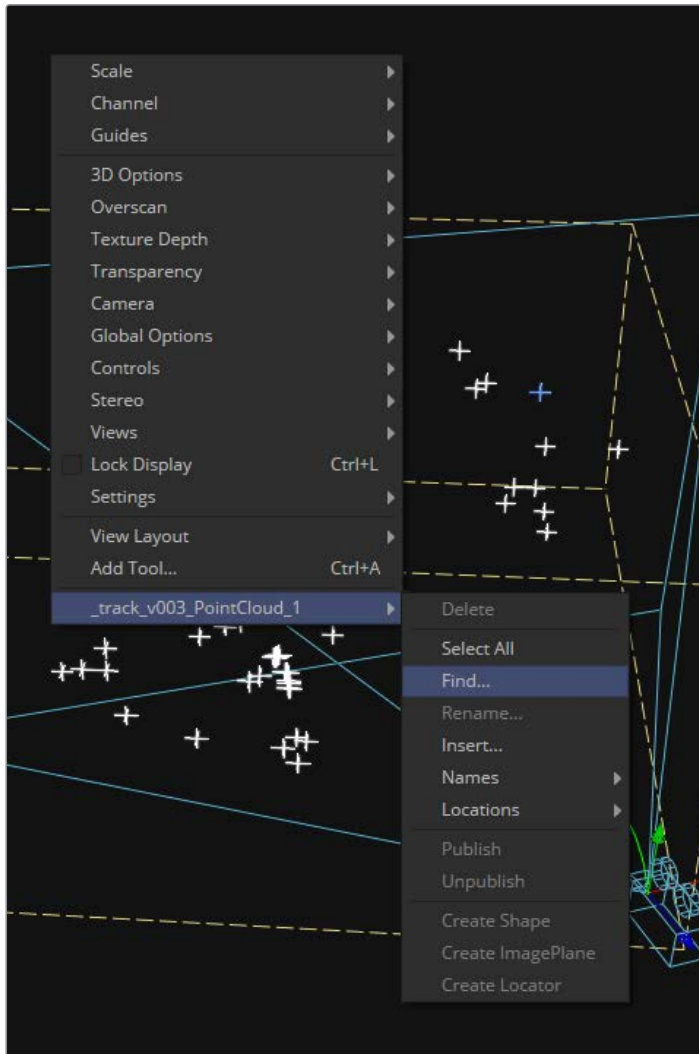 Scale
Channel
Guides
3D Options
Overscan
Texture Depth
Transparency
Camera
Global Options
Controls
Stereo
Views
Lock Display Ctrl+L
Settings
View Layout
Add Tool... Ctrl+A
_track_v003_PointCloud_1
Delete
Select All
Find...
Rename...
Insert...
Names
Locations
Publish
Unpublish
Create Shape
Create ImagePlane
Create Locator